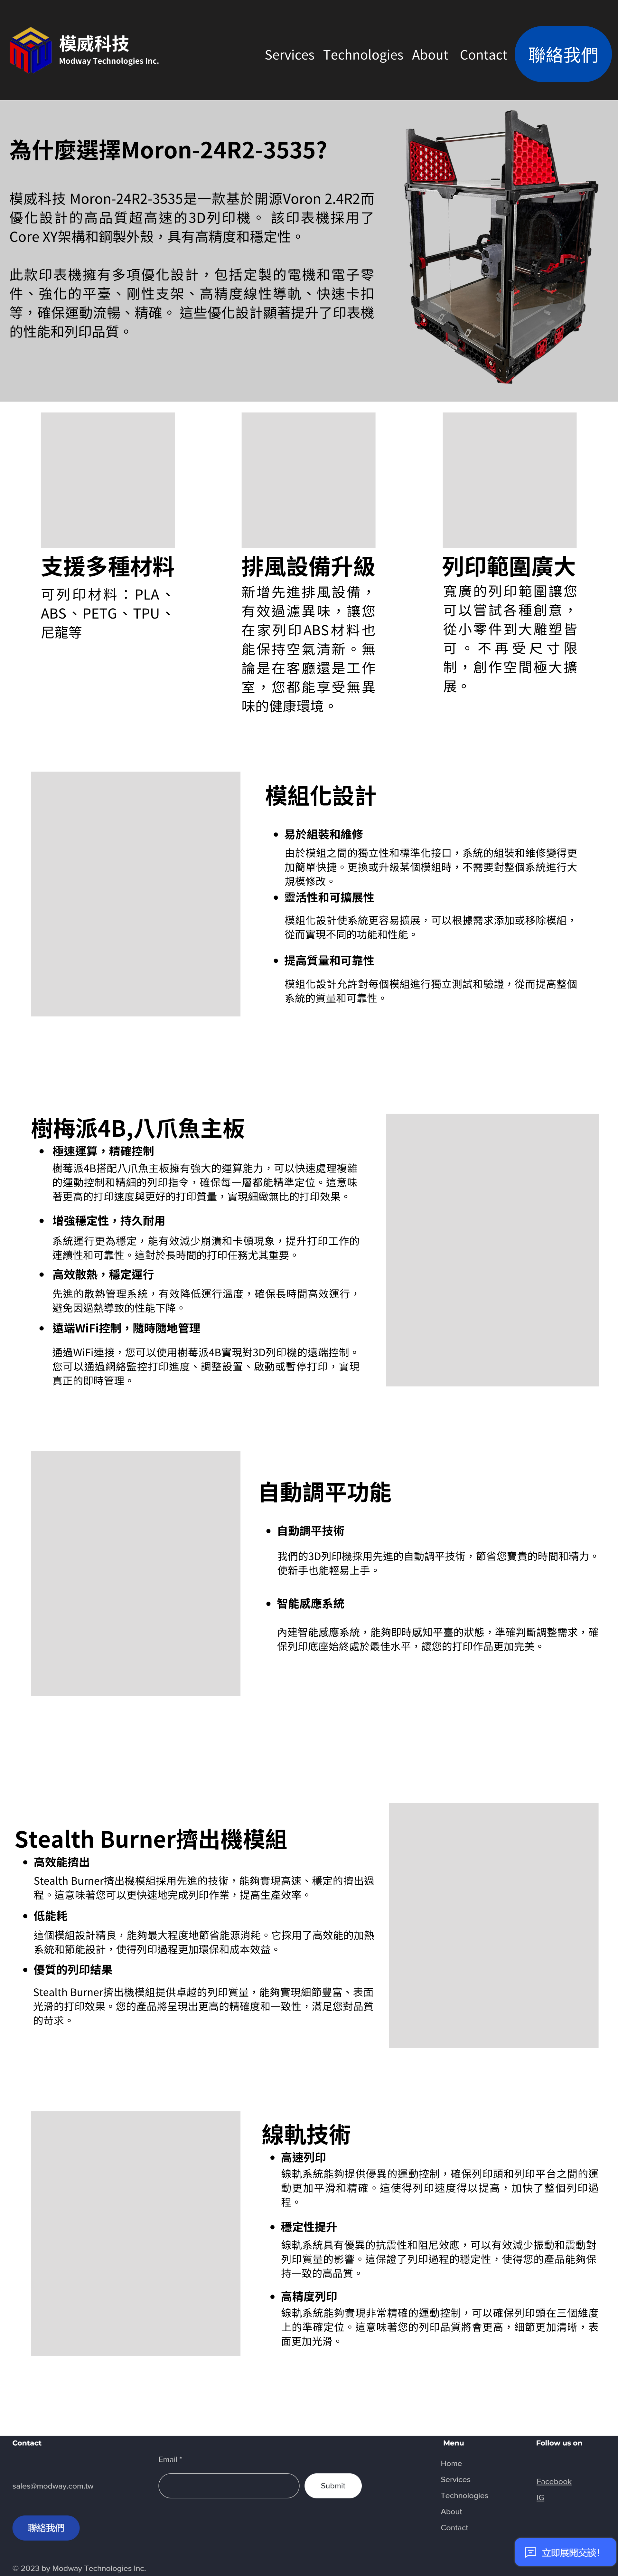 模威科技
Modway Technologies Inc.
Services Technologies About Contact
聯絡我們
為什麼選擇Moron-24R2-3535?
模威科技 Moron-24R2-3535是一款基於開源Voron 2.4R2而
優化設計的高品質超高速的3D列印機。 該印表機採用了
Core XY架構和鋼製外殼，具有高精度和穩定性。
此款印表機擁有多項優化設計，包括定製的電機和電子零
件、強化的平臺、剛性支架、高精度線性導軌、快速卡扣
等，確保運動流暢、精確。 這些優化設計顯著提升了印表機
的性能和列印品質。
支援多種材料
可列印材料：PLA、
ABS、PETG、TPU、
尼龍等
排風設備升級
新增先進排風設備，
有效過濾異味，讓您
在家列印ABS材料也
能保持空氣清新。無
論是在客廳還是工作
室，您都能享受無異
味的健康環境。
列印範圍廣大
寬廣的列印範圍讓您
可以嘗試各種創意，
從小零件到大雕塑皆
可。不再受尺寸限
制，創作空間極大擴
展。
模組化設計
• 易於組裝和維修
由於模組之間的獨立性和標準化接口，系統的組裝和維修變得更
加簡單快捷。更換或升級某個模組時，不需要對整個系統進行大
規模修改。
• 靈活性和可擴展性
模組化設計使系統更容易擴展，可以根據需求添加或移除模組，
從而實現不同的功能和性能。
• 提高質量和可靠性
模組化設計允許對每個模組進行獨立測試和驗證，從而提高整個
系統的質量和可靠性。
樹梅派4B,八爪魚主板
• 極速運算，精確控制
樹莓派4B搭配八爪魚主板擁有強大的運算能力，可以快速處理複雜
的運動控制和精細的列印指令，確保每一層都能精準定位。這意味
著更高的打印速度與更好的打印質量，實現細緻無比的打印效果。
• 增強穩定性，持久耐用
系統運行更為穩定，能有效減少崩潰和卡頓現象，提升打印工作的
連續性和可靠性。這對於長時間的打印任務尤其重要。
• 高效散熱，穩定運行
先進的散熱管理系統，有效降低運行溫度，確保長時間高效運行，
避免因過熱導致的性能下降。
• 遠端WiFi控制，隨時隨地管理
通過WiFi連接，您可以使用樹莓派4B實現對3D列印機的遠端控制。
您可以通過網絡監控打印進度、調整設置、啟動或暫停打印，實現
真正的即時管理。
自動調平功能
• 自動調平技術
我們的3D列印機採用先進的自動調平技術，節省您寶貴的時間和精力。
使新手也能輕易上手。
• 智能感應系統
內建智能感應系統，能夠即時感知平臺的狀態，準確判斷調整需求，確
保列印底座始終處於最佳水平，讓您的打印作品更加完美。
Stealth Burner擠出機模組
• 高效能擠出
Stealth Burner擠出機模組採用先進的技術，能夠實現高速、穩定的擠出過
程。這意味著您可以更快速地完成列印作業，提高生產效率。
• 低能耗
這個模組設計精良，能夠最大程度地節省能源消耗。它採用了高效能的加熱
系統和節能設計，使得列印過程更加環保和成本效益。
• 優質的列印結果
Stealth Burner擠出機模組提供卓越的列印質量，能夠實現細節豐富、表面
光滑的打印效果。您的產品將呈現出更高的精確度和一致性，滿足您對品質
的苛求。
線軌技術
• 高速列印
線軌系統能夠提供優異的運動控制，確保列印頭和列印平台之間的運
動更加平滑和精確。這使得列印速度得以提高，加快了整個列印過
程。
• 穩定性提升
線軌系統具有優異的抗震性和阻尼效應，可以有效減少振動和震動對
列印質量的影響。這保證了列印過程的穩定性，使得您的產品能夠保
持一致的高品質。
• 高精度列印
線軌系統能夠實現非常精確的運動控制，可以確保列印頭在三個維度
上的準確定位。這意味著您的列印品質將會更高，細節更加清晰，表
面更加光滑。
Contact
sales@modway.com.tw
聯絡我們
© 2023 by Modway Technologies Inc.
Email *
Submit
Menu
Home
Services
Technologies
About
Contact
Follow us on
Facebook
IG
立即展開交談！